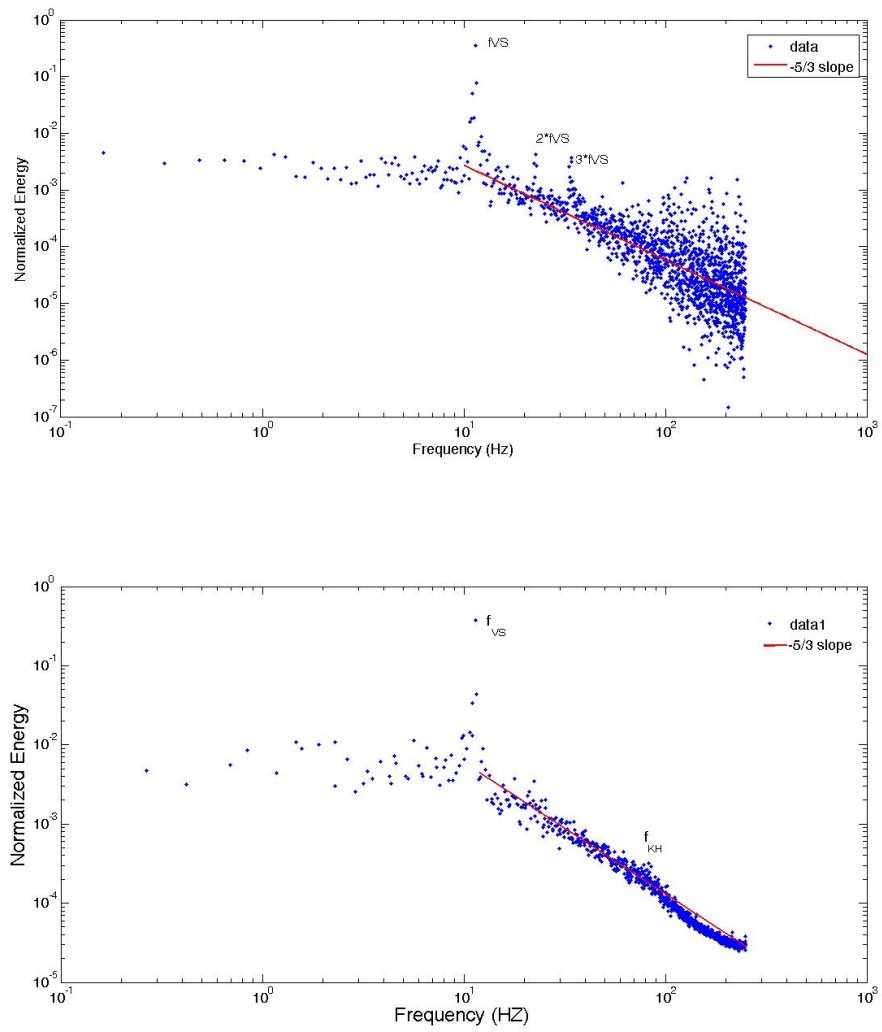 10^0
10^-1
10^-2
10^-3
10^-4
10^-5
10^-6
10^-7
Normalized Energy
fVS
2*fVS
3*fVS
data
-5/3 slope
10^-1
10^0
10^1
10^2
10^3
Frequency (Hz)
10^0
10^-1
10^-2
10^-3
10^-4
10^-5
Normalized Energy
f_VS
f_KH
data1
-5/3 slope
10^-1
10^0
10^1
10^2
10^3
Frequency (HZ)